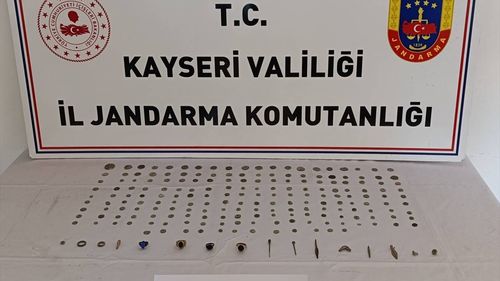 T.C.
KAYSERİ VALİLİĞİ
İL JANDARMA KOMUTANLIĞI
JANDARMA